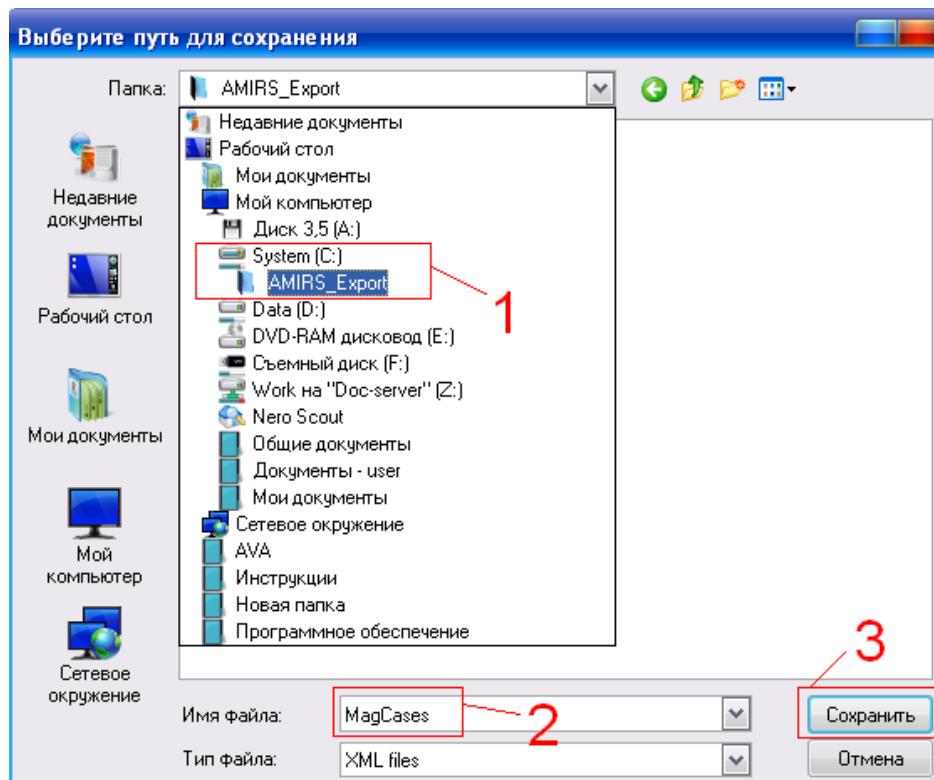 Выберите путь для сохранения
Папка: AMIRS_Export
Недавние документы
Рабочий стол
Мои документы
Мой компьютер
Диск 3,5 (A:)
System (C:)
AMIRS_Export
1
Data (D:)
DVD-RAM дисковод (E:)
Съемный диск (F:)
Work на "Doc-server" (Z:)
Nero Scout
Общие документы
Документы - user
Мои документы
Сетевое окружение
AVA
Инструкции
Новая папка
Программное обеспечение
Недавние
документы
Рабочий стол
Мои документы
Мой
компьютер
Сетевое
окружение
Имя файла: MagCases 2
3
Сохранить
Тип файла: XML files
Отмена